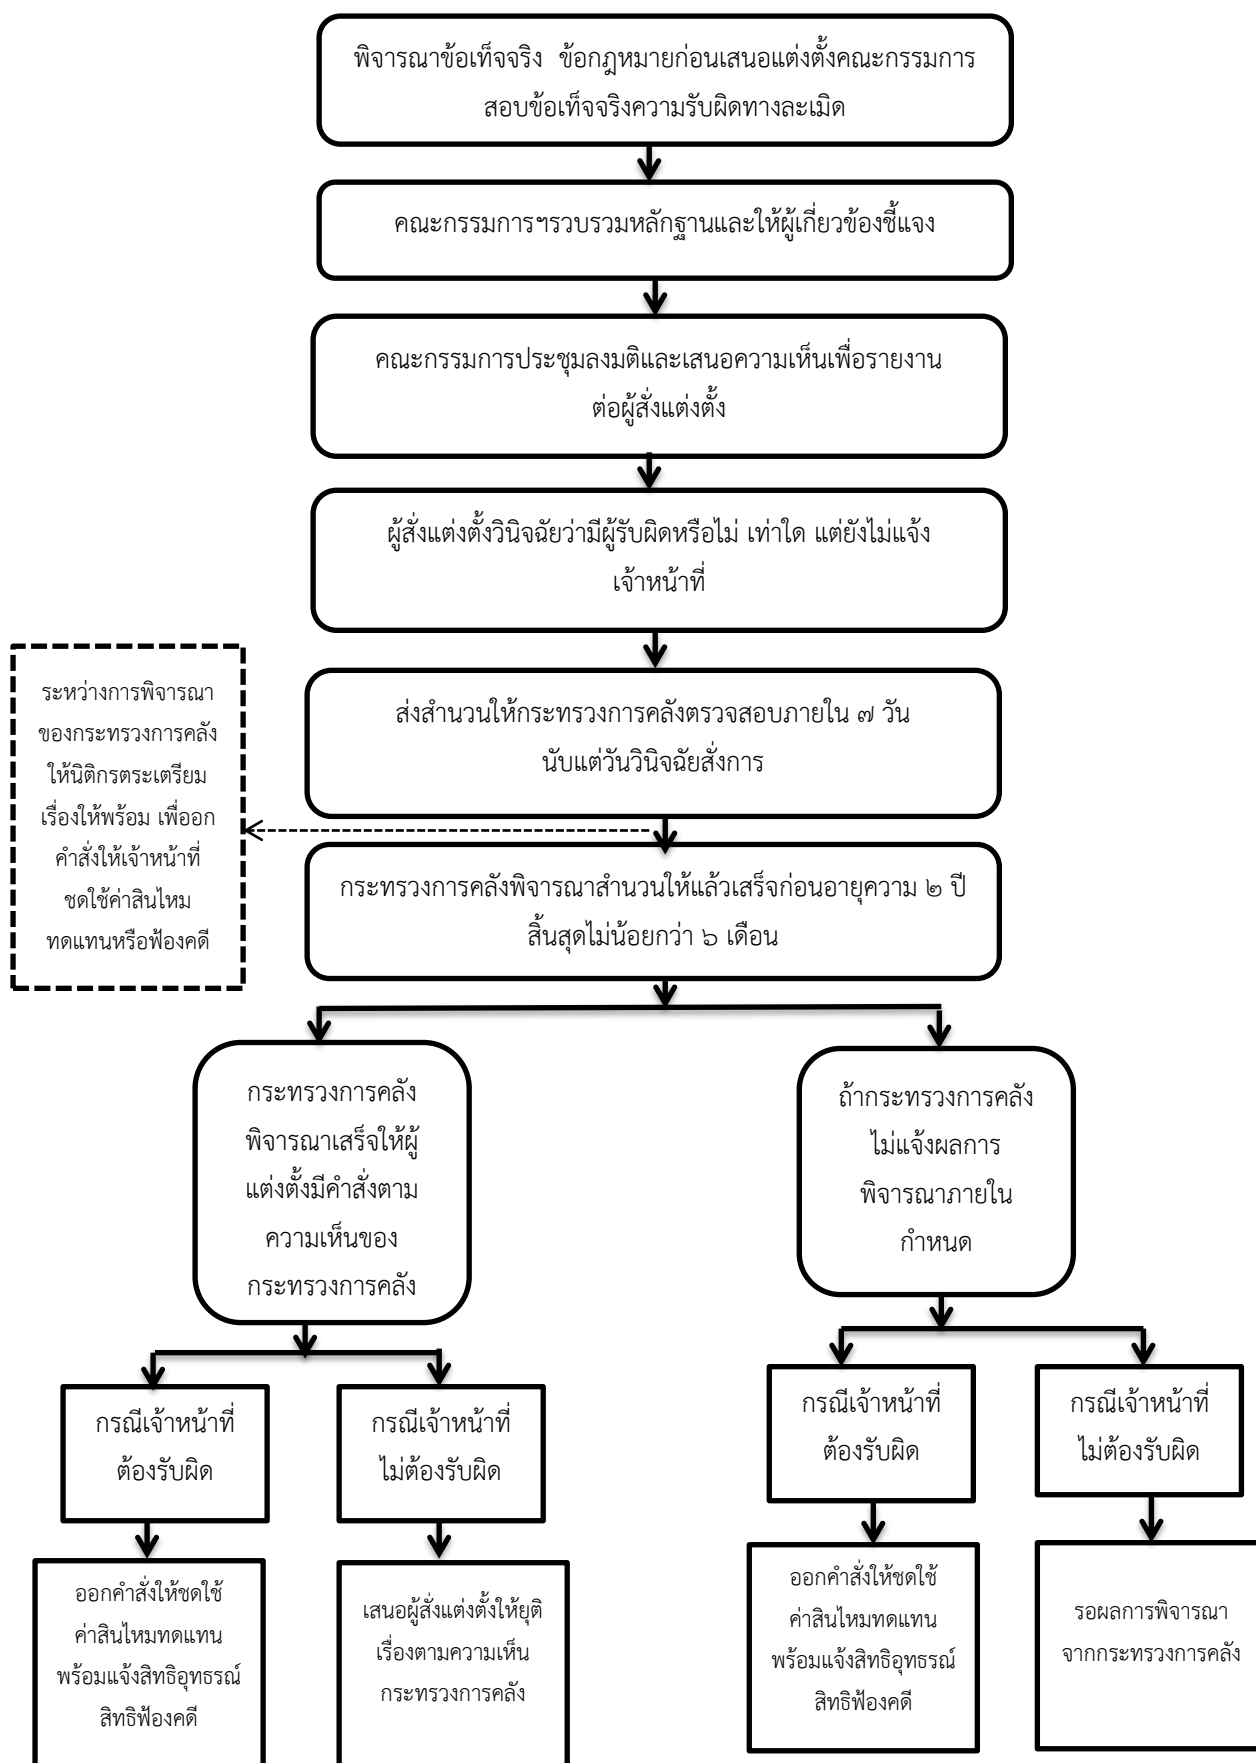 พิจารณาข้อเท็จจริง ข้อกฎหมายก่อนเสนอแต่งตั้งคณะกรรมการ
สอบข้อเท็จจริงความรับผิดทางละเมิด
คณะกรรมการฯรวบรวมหลักฐานและให้ผู้เกี่ยวข้องชี้แจง
คณะกรรมการประชุมลงมติและเสนอความเห็นเพื่อรายงาน
ต่อผู้สั่งแต่งตั้ง
ผู้สั่งแต่งตั้งวินิจฉัยว่ามีผู้รับผิดหรือไม่ เท่าใด แต่ยังไม่แจ้ง
เจ้าหน้าที่
ส่งสำนวนให้กระทรวงการคลังตรวจสอบภายใน ๗ วัน
นับแต่วันวินิจฉัยสั่งการ
ระหว่างการพิจารณา
ของกระทรวงการคลัง
ให้นิติกรตระเตรียม
เรื่องให้พร้อม เพื่ออก
คำสั่งให้เจ้าหน้าที่
ชดใช้ค่าสินไหม
ทดแทนหรือฟ้องคดี
กระทรวงการคลังพิจารณาสำนวนให้แล้วเสร็จก่อนอายุความ ๒ ปี
สิ้นสุดไม่น้อยกว่า ๖ เดือน
กระทรวงการคลัง
พิจารณาเสร็จให้ผู้
แต่งตั้งมีคำสั่งตาม
ความเห็นของ
กระทรวงการคลัง
ถ้ากระทรวงการคลัง
ไม่แจ้งผลการ
พิจารณาภายใน
กำหนด
กรณีเจ้าหน้าที่
ต้องรับผิด
กรณีเจ้าหน้าที่
ไม่ต้องรับผิด
กรณีเจ้าหน้าที่
ต้องรับผิด
กรณีเจ้าหน้าที่
ไม่ต้องรับผิด
ออกคำสั่งให้ชดใช้
ค่าสินไหมทดแทน
พร้อมแจ้งสิทธิอุทธรณ์
สิทธิฟ้องคดี
เสนอผู้สั่งแต่งตั้งให้ยุติ
เรื่องตามความเห็น
กระทรวงการคลัง
ออกคำสั่งให้ชดใช้
ค่าสินไหมทดแทน
พร้อมแจ้งสิทธิอุทธรณ์
สิทธิฟ้องคดี
รอผลการพิจารณา
จากกระทรวงการคลัง